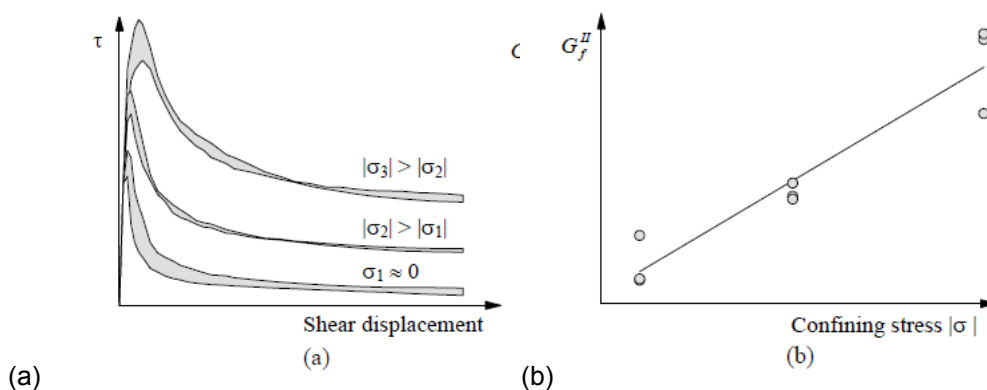 τ
|σ₃| > |σ₂|
|σ₂| > |σ₁|
σ₁ ≈ 0
Shear displacement
(a)
(a)
G_f^{II}
Confining stress |σ |
(b)
(b)